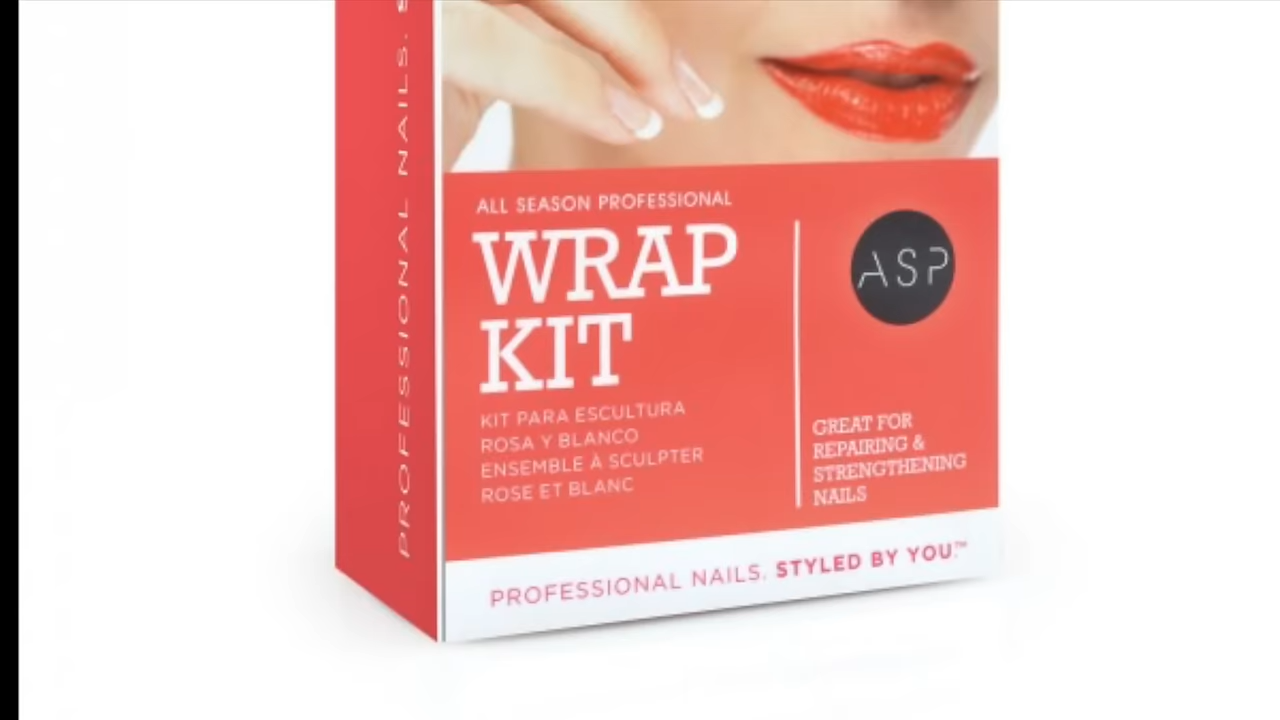 PROFESSIONAL NAILS.
ALL SEASON PROFESSIONAL
WRAP
KIT
KIT PARA ESCULTURA
ROSA Y BLANCO
ENSEMBLE À SCULPTER
ROSE ET BLANC
ASP
GREAT FOR
REPAIRING &
STRENGTHENING
NAILS
PROFESSIONAL NAILS. STYLED BY YOU.™